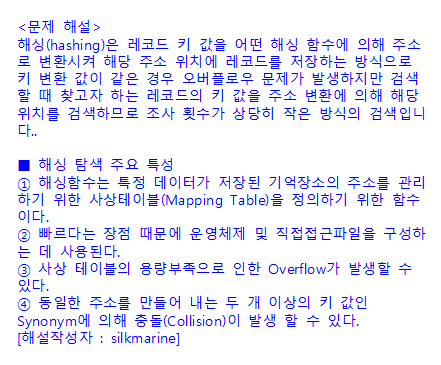 <문제 해설>
해싱(hashing)은 레코드 키 값을 어떤 해싱 함수에 의해 주소
로 변환시켜 해당 주소 위치에 레코드를 저장하는 방식으로
키 변환 값이 같은 경우 오버플로우 문제가 발생하지만 검색
할 때 찾고자 하는 레코드의 키 값을 주소 변환에 의해 해당
위치를 검색하므로 조사 횟수가 상당히 작은 방식의 검색입니
다..
■ 해싱 탐색 주요 특성
① 해싱함수는 특정 데이터가 저장된 기억장소의 주소를 관리
하기 위한 사상테이블(Mapping Table)을 정의하기 위한 함수
이다.
② 빠르다는 장점 때문에 운영체제 및 직접접근파일을 구성하
는 데 사용된다.
③ 사상 테이블의 용량부족으로 인한 Overflow가 발생할 수
있다.
④ 동일한 주소를 만들어 내는 두 개 이상의 키 값인
Synonym에 의해 충돌(Collision)이 발생 할 수 있다.
[해설작성자 : silkmarine]